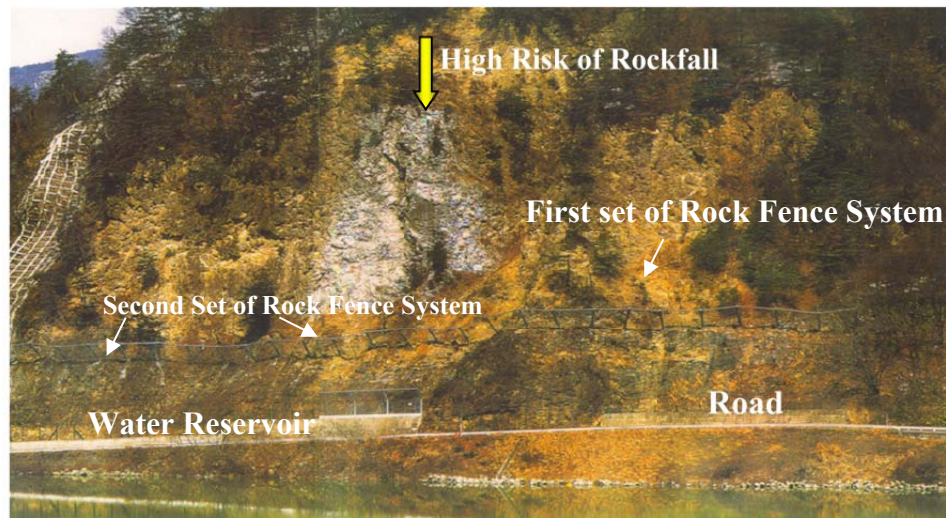 High Risk of Rockfall
First set of Rock Fence System
Second Set of Rock Fence System
Water Reservoir
Road